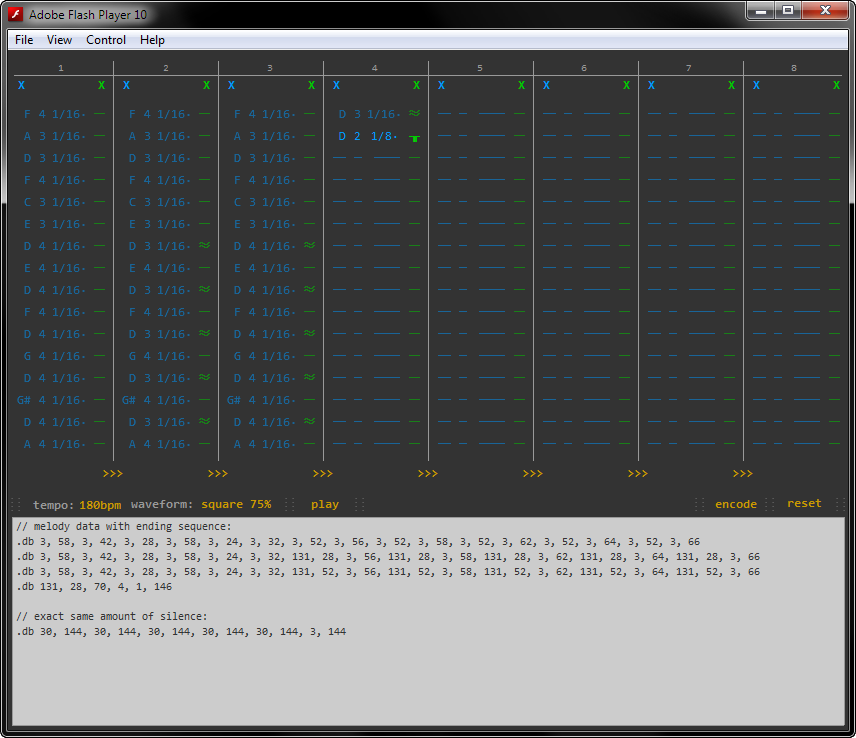 Adobe Flash Player 10
File View Control Help
1 2 3 4 5 6 7 8
X X X X X X X X X X X X X X X X
F 4 1/16· — F 4 1/16· — F 4 1/16· — D 3 1/16· ≈
A 3 1/16· — A 3 1/16· — A 3 1/16· — D 2 1/8·
D 3 1/16· — D 3 1/16· — D 3 1/16· —
F 4 1/16· — F 4 1/16· — F 4 1/16· —
C 3 1/16· — C 3 1/16· — C 3 1/16· —
E 3 1/16· — E 3 1/16· — E 3 1/16· —
D 4 1/16· — D 3 1/16· ≈ D 4 1/16· ≈
E 4 1/16· — E 4 1/16· — E 4 1/16· —
D 4 1/16· — D 3 1/16· ≈ D 4 1/16· ≈
F 4 1/16· — F 4 1/16· — F 4 1/16· —
D 4 1/16· — D 3 1/16· ≈ D 4 1/16· ≈
G 4 1/16· — G 4 1/16· — G 4 1/16· —
D 4 1/16· — D 3 1/16· ≈ D 4 1/16· ≈
G# 4 1/16· — G# 4 1/16· — G# 4 1/16· —
D 4 1/16· — D 3 1/16· ≈ D 4 1/16· ≈
A 4 1/16· — A 4 1/16· — A 4 1/16· —
>>> >>> >>> >>> >>> >>> >>>
tempo: 180bpm waveform: square 75% play encode reset
// melody data with ending sequence:
.db 3, 58, 3, 42, 3, 28, 3, 58, 3, 24, 3, 32, 3, 52, 3, 56, 3, 52, 3, 58, 3, 52, 3, 62, 3, 52, 3, 64, 3, 52, 3, 66
.db 3, 58, 3, 42, 3, 28, 3, 58, 3, 24, 3, 32, 131, 28, 3, 56, 131, 28, 3, 58, 131, 28, 3, 62, 131, 28, 3, 64, 131, 28, 3, 66
.db 3, 58, 3, 42, 3, 28, 3, 58, 3, 24, 3, 32, 131, 52, 3, 56, 131, 52, 3, 58, 131, 52, 3, 62, 131, 52, 3, 64, 131, 52, 3, 66
.db 131, 28, 70, 4, 1, 146
// exact same amount of silence:
.db 30, 144, 30, 144, 30, 144, 30, 144, 30, 144, 3, 144